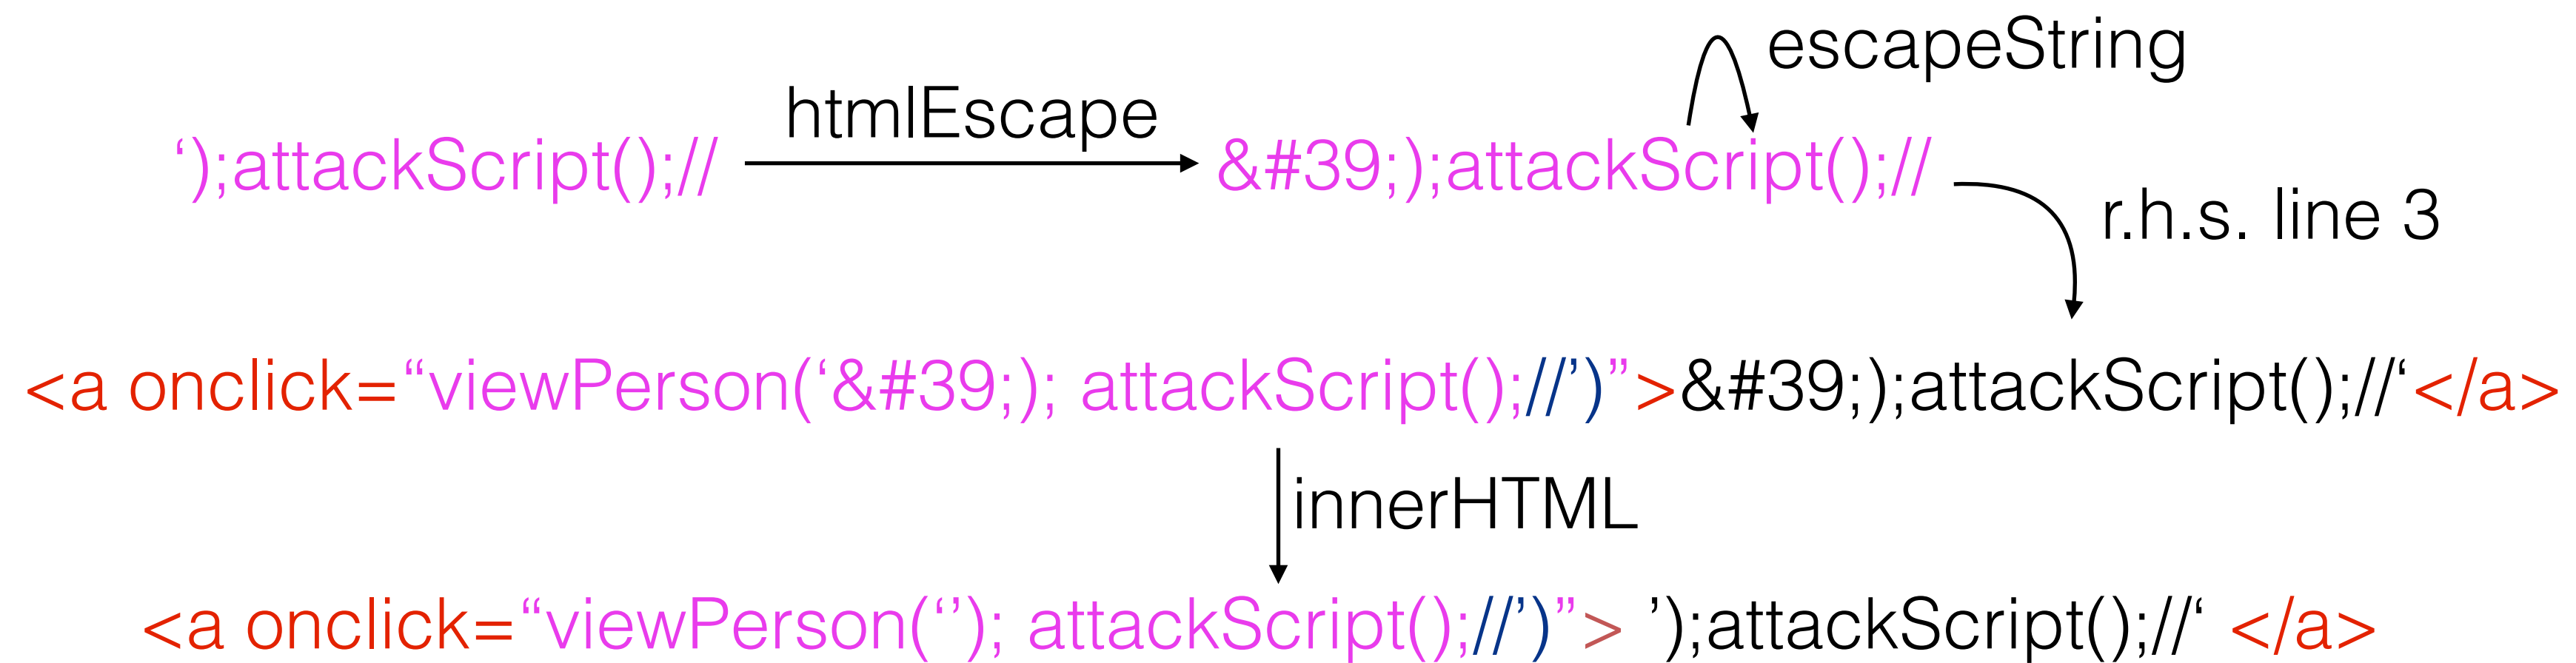 escapeString
htmlEscape
‘);attackScript();// &#39;);attackScript();//
r.h.s. line 3
<a onclick=“viewPerson(‘&#39;); attackScript();//’)”>&#39;);attackScript();//‘</a>
innerHTML
<a onclick=“viewPerson(‘’); attackScript();//’)”> ’);attackScript();//‘ </a>